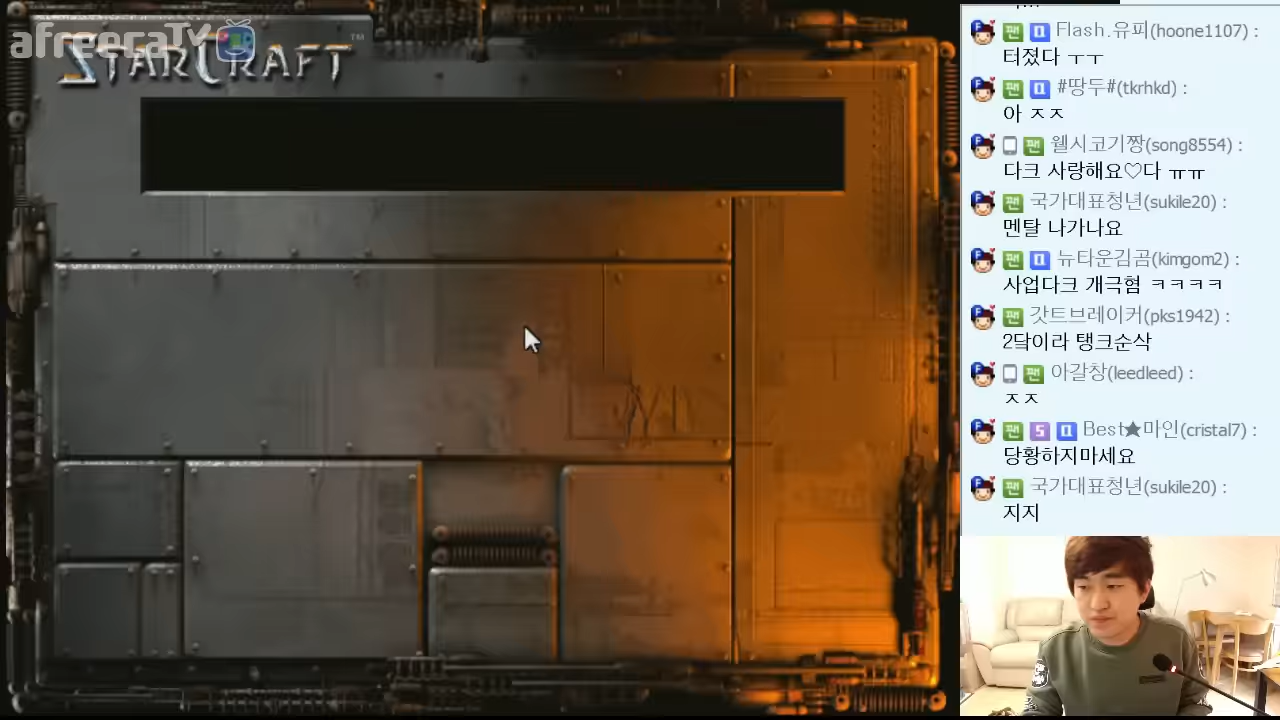 afreecaTV
STARCRAFT™
Flash.유피(hoone1107) :
터졌다 ㅜㅜ
#땅두#(tkrhkd) :
아 ㅈㅈ
웰시코기짱(song8554) :
다크 사랑해요♡다 ㅠㅠ
국가대표청년(sukile20) :
멘탈 나가나요
뉴타운김곰(kimgom2) :
사업다크 개극혐 ㅋㅋㅋㅋ
갓트브레이커(pks1942) :
2닼이라 탱크순삭
아갈창(leedleed) :
ㅈㅈ
Best★마인(cristal7) :
당황하지마세요
국가대표청년(sukile20) :
지지